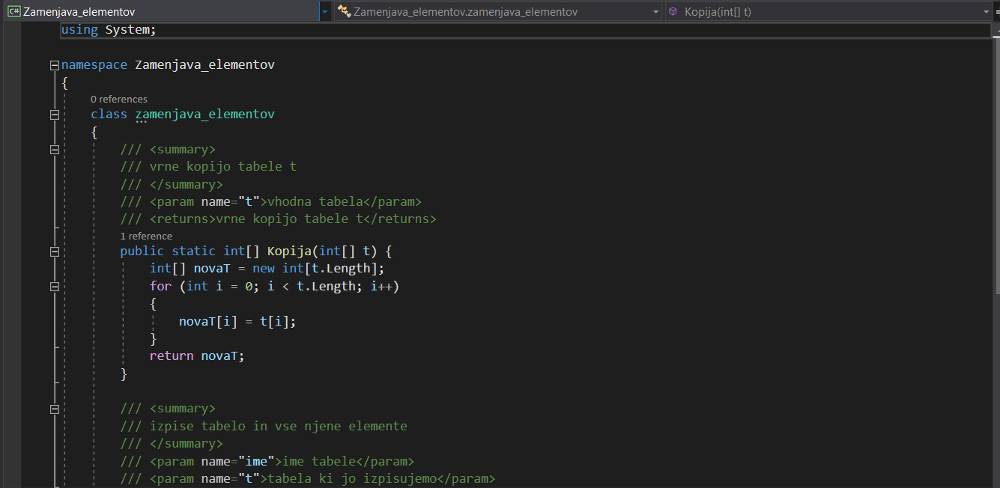 C# Zamenjava_elementov Zamenjava_elementov.zamenjava_elementov Kopija(int[] t)
using System;
namespace Zamenjava_elementov
{
0 references
class zamenjava_elementov
{
/// <summary>
/// vrne kopijo tabele t
/// </summary>
/// <param name="t">vhodna tabela</param>
/// <returns>vrne kopijo tabele t</returns>
1 reference
public static int[] Kopija(int[] t) {
int[] novaT = new int[t.Length];
for (int i = 0; i < t.Length; i++)
{
novaT[i] = t[i];
}
return novaT;
}
/// <summary>
/// izpise tabelo in vse njene elemente
/// </summary>
/// <param name="ime">ime tabele</param>
/// <param name="t">tabela ki jo izpisujemo</param>